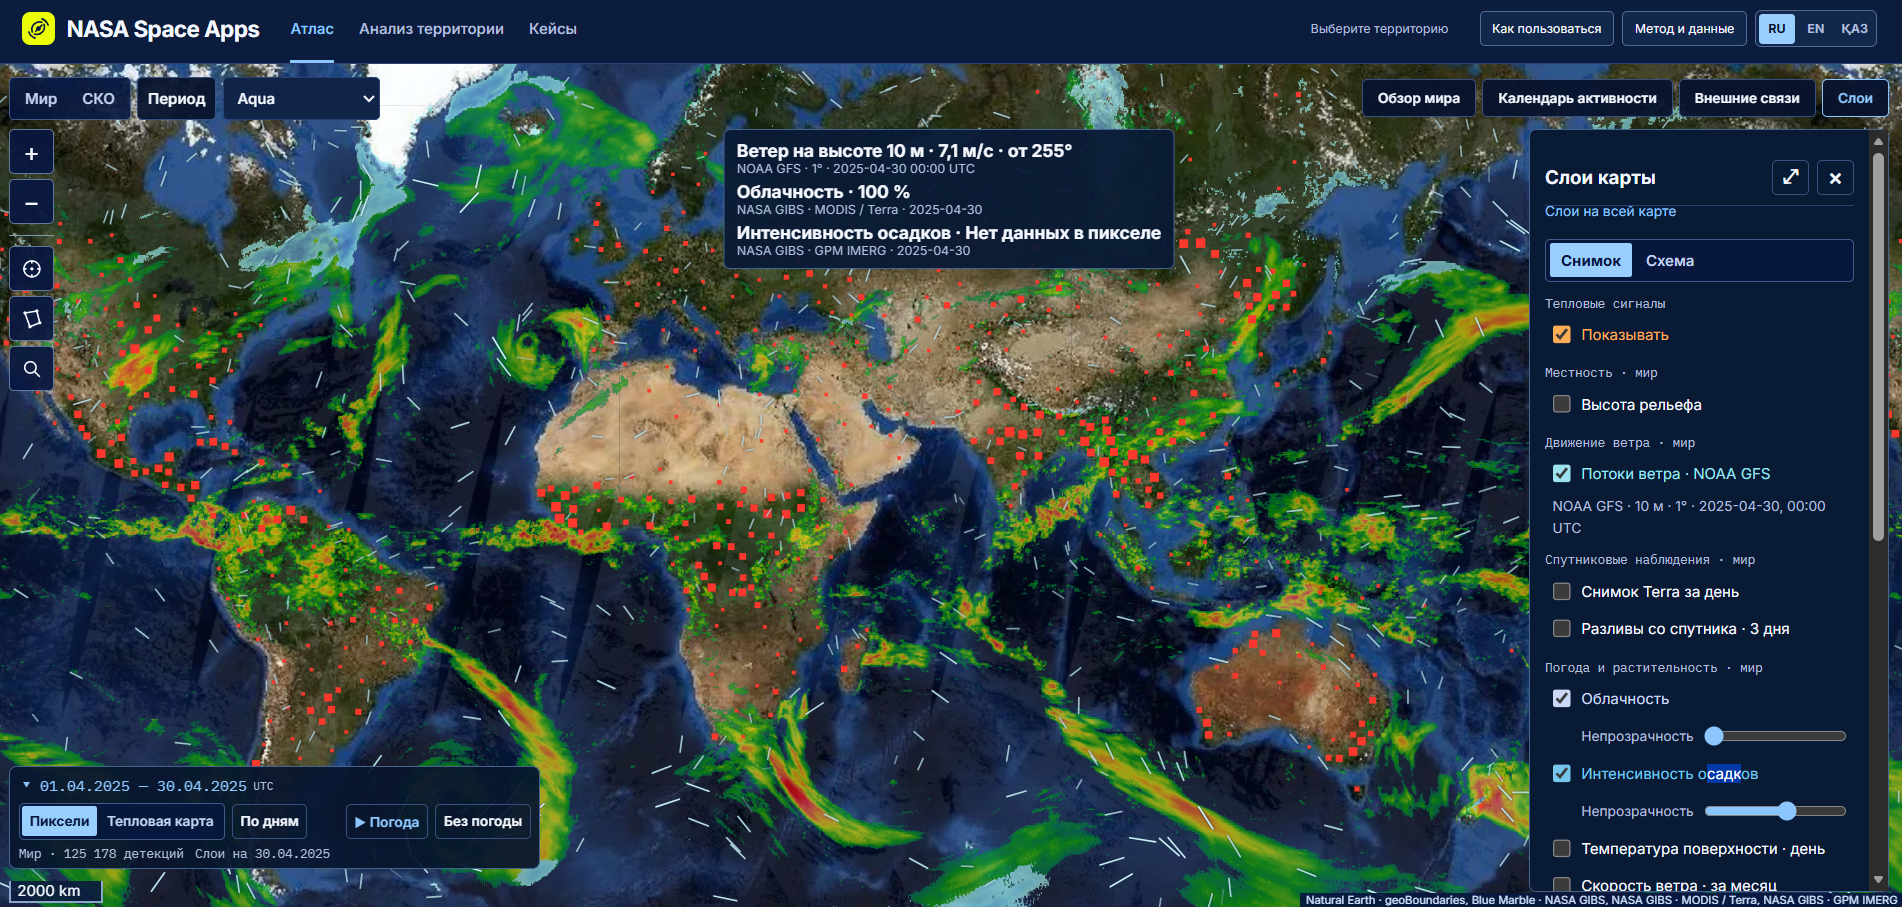 NASA Space Apps
Атлас
Анализ территории
Кейсы
Выберите территорию
Как пользоваться
Метод и данные
RU
EN
ҚАЗ
Мир
СКО
Период
Aqua
Обзор мира
Календарь активности
Внешние связи
Слои
+
−
Ветер на высоте 10 м · 7,1 м/с · от 255°
NOAA GFS · 1° · 2025-04-30 00:00 UTC
Облачность · 100 %
NASA GIBS · MODIS / Terra · 2025-04-30
Интенсивность осадков · Нет данных в пикселе
NASA GIBS · GPM IMERG · 2025-04-30
Слои карты
Слои на всей карте
Снимок
Схема
Тепловые сигналы
Показывать
Местность · мир
Высота рельефа
Движение ветра · мир
Потоки ветра · NOAA GFS
NOAA GFS · 10 м · 1° · 2025-04-30, 00:00
UTC
Спутниковые наблюдения · мир
Снимок Terra за день
Разливы со спутника · 3 дня
Погода и растительность · мир
Облачность
Непрозрачность
Интенсивность осадков
Непрозрачность
Температура поверхности · день
Скорость ветра · за месяц
01.04.2025 — 30.04.2025 UTC
Пиксели
Тепловая карта
По дням
Погода
Без погоды
Мир · 125 178 детекций Слои на 30.04.2025
2000 km
Natural Earth · geoBoundaries, Blue Marble · NASA GIBS, NASA GIBS · MODIS / Terra, NASA GIBS · GPM IMERG